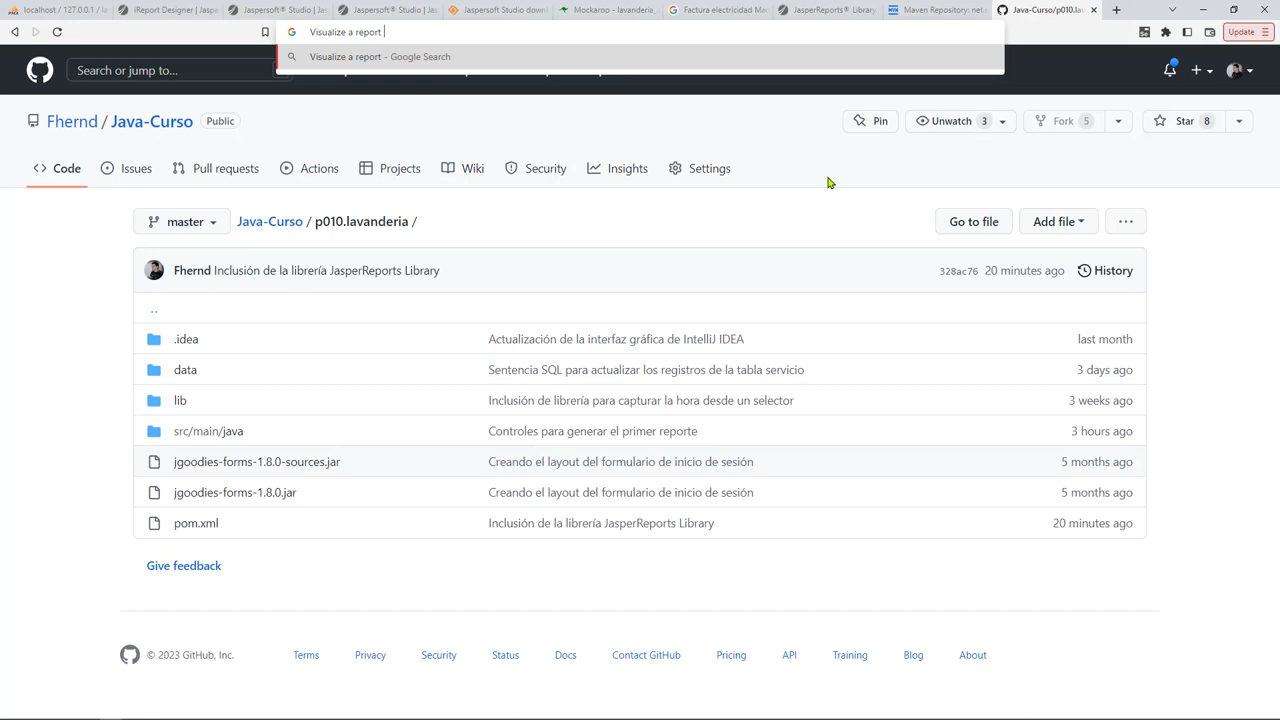 localhost / 127.0.0.1 / la
iReport Designer | Jaspe
Jaspersoft® Studio | Jas
Jaspersoft® Studio | Jas
Jaspersoft Studio downl
Mockaroo - lavanderia_
Factura electricidad Ma
JasperReports® Library
Maven Repository: net.s
Java-Curso/p010.lav
Visualize a report
Update
Visualize a report - Google Search
Search or jump to...
Fhernd / Java-Curso Public
Pin
Unwatch 3
Fork 5
Star 8
Code
Issues
Pull requests
Actions
Projects
Wiki
Security
Insights
Settings
master
Java-Curso / p010.lavanderia /
Go to file
Add file
Fhernd Inclusión de la librería JasperReports Library
328ac76 20 minutes ago
History
..
.idea Actualización de la interfaz gráfica de IntelliJ IDEA last month
data Sentencia SQL para actualizar los registros de la tabla servicio 3 days ago
lib Inclusión de librería para capturar la hora desde un selector 3 weeks ago
src/main/java Controles para generar el primer reporte 3 hours ago
jgoodies-forms-1.8.0-sources.jar Creando el layout del formulario de inicio de sesión 5 months ago
jgoodies-forms-1.8.0.jar Creando el layout del formulario de inicio de sesión 5 months ago
pom.xml Inclusión de la librería JasperReports Library 20 minutes ago
Give feedback
© 2023 GitHub, Inc. Terms Privacy Security Status Docs Contact GitHub Pricing API Training Blog About